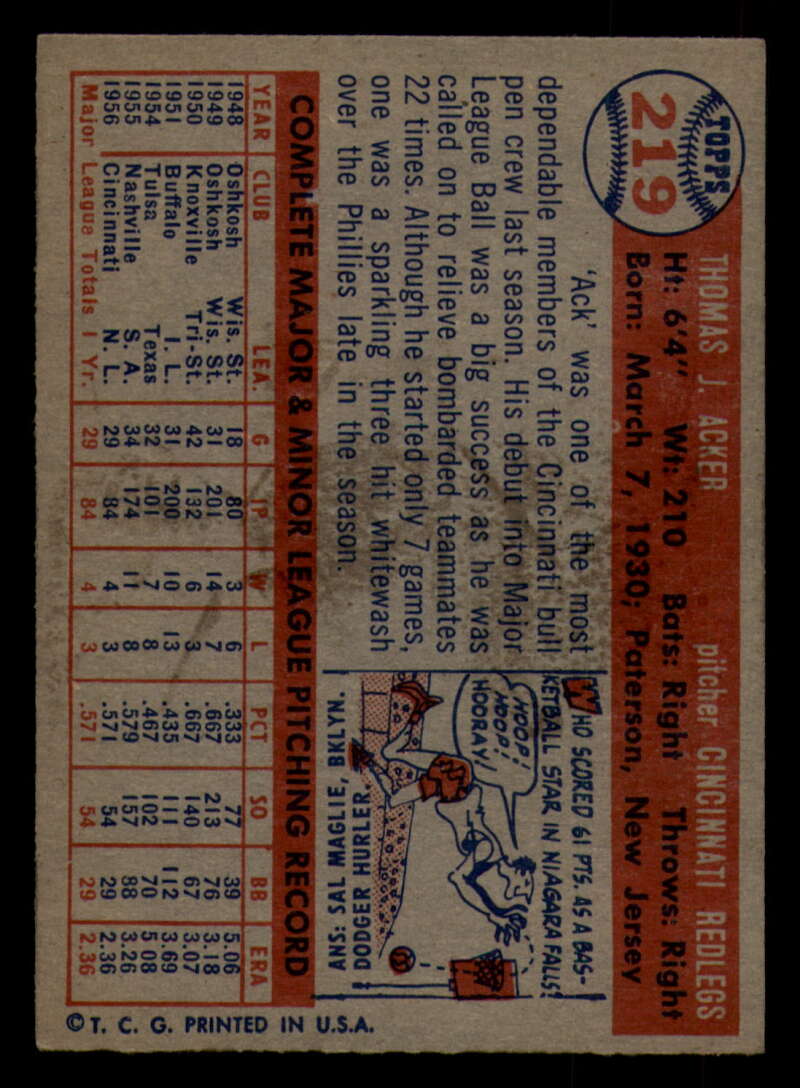 TOPPS
219
THOMAS J. ACKER pitcher CINCINNATI REDLEGS
Ht: 6'4" Wt: 210 Bats: Right Throws: Right
Born: March 7, 1930; Paterson, New Jersey
'Ack' was one of the most
dependable members of the Cincinnati bull
pen crew last season. His debut into Major
League Ball was a big success as he was
called on to relieve bombarded teammates
22 times. Although he started only 7 games,
one was a sparkling three hit whitewash
over the Phillies late in the season.
WHO SCORED 61 PTS. AS A BAS-
KETBALL STAR IN NIAGARA FALLS?
HOOP!
HOOP!
HOORAY!
ANS: SAL MAGLIE, BKLYN.
DODGER HURLER.
COMPLETE MAJOR & MINOR LEAGUE PITCHING RECORD
YEAR CLUB LEA. G IP W L PCT SO BB ERA
1948 Oshkosh Wis. St. 18 80 3 6 .333 77 39 5.06
1949 Oshkosh Wis. St. 31 201 14 7 .667 213 76 3.18
1950 Knoxville Tri-St. 42 132 6 3 .667 140 67 3.07
1951 Buffalo I. L. 31 200 10 13 .435 111 112 3.69
1954 Tulsa Texas 32 101 7 8 .467 102 70 5.08
1955 Nashville S. A. 34 174 11 8 .579 157 88 3.26
1956 Cincinnati N. L. 29 84 4 3 .571 54 29 2.36
Major League Totals 1 Yr. 29 84 4 3 .571 54 29 2.36
© T. C. G. PRINTED IN U.S.A.